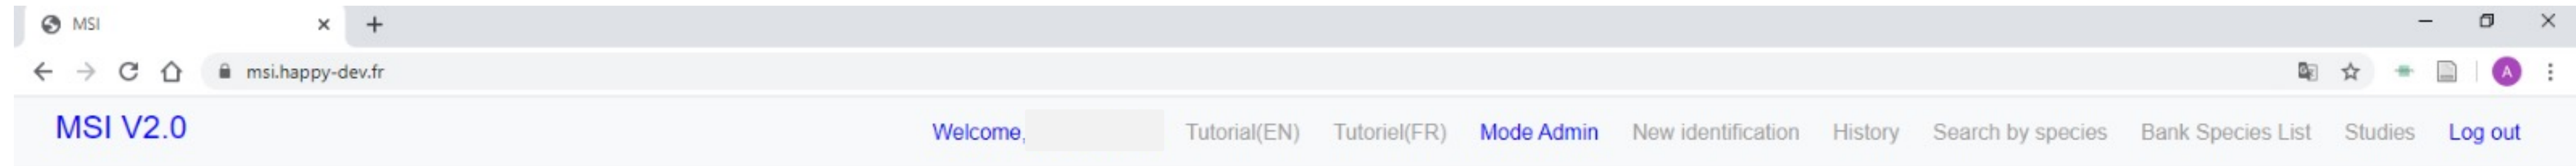 MSI
msi.happy-dev.fr
A
MSI V2.0 Welcome, Tutorial(EN) Tutoriel(FR) Mode Admin New identification History Search by species Bank Species List Studies Log out